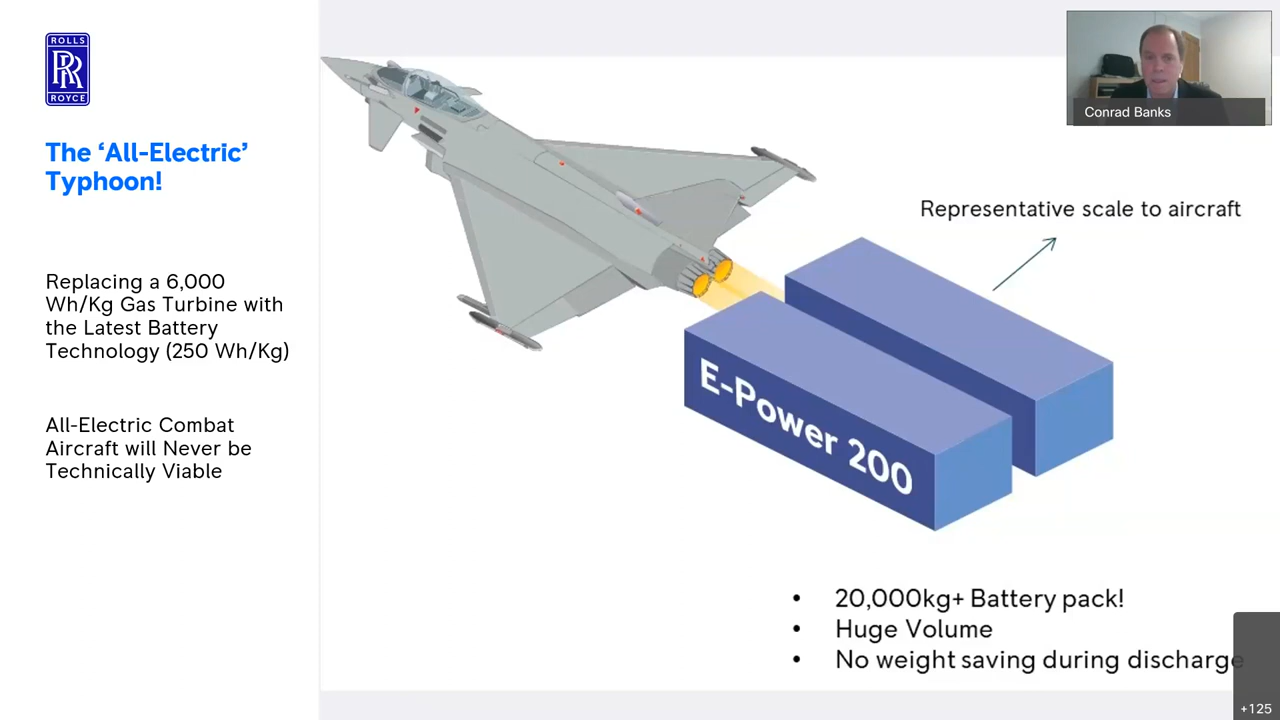 ROLLS
RR
ROYCE
The ‘All-Electric’
Typhoon!
Replacing a 6,000
Wh/Kg Gas Turbine with
the Latest Battery
Technology (250 Wh/Kg)
All-Electric Combat
Aircraft will Never be
Technically Viable
Conrad Banks
Representative scale to aircraft
E-Power 200
• 20,000kg+ Battery pack!
• Huge Volume
• No weight saving during discharge
+125